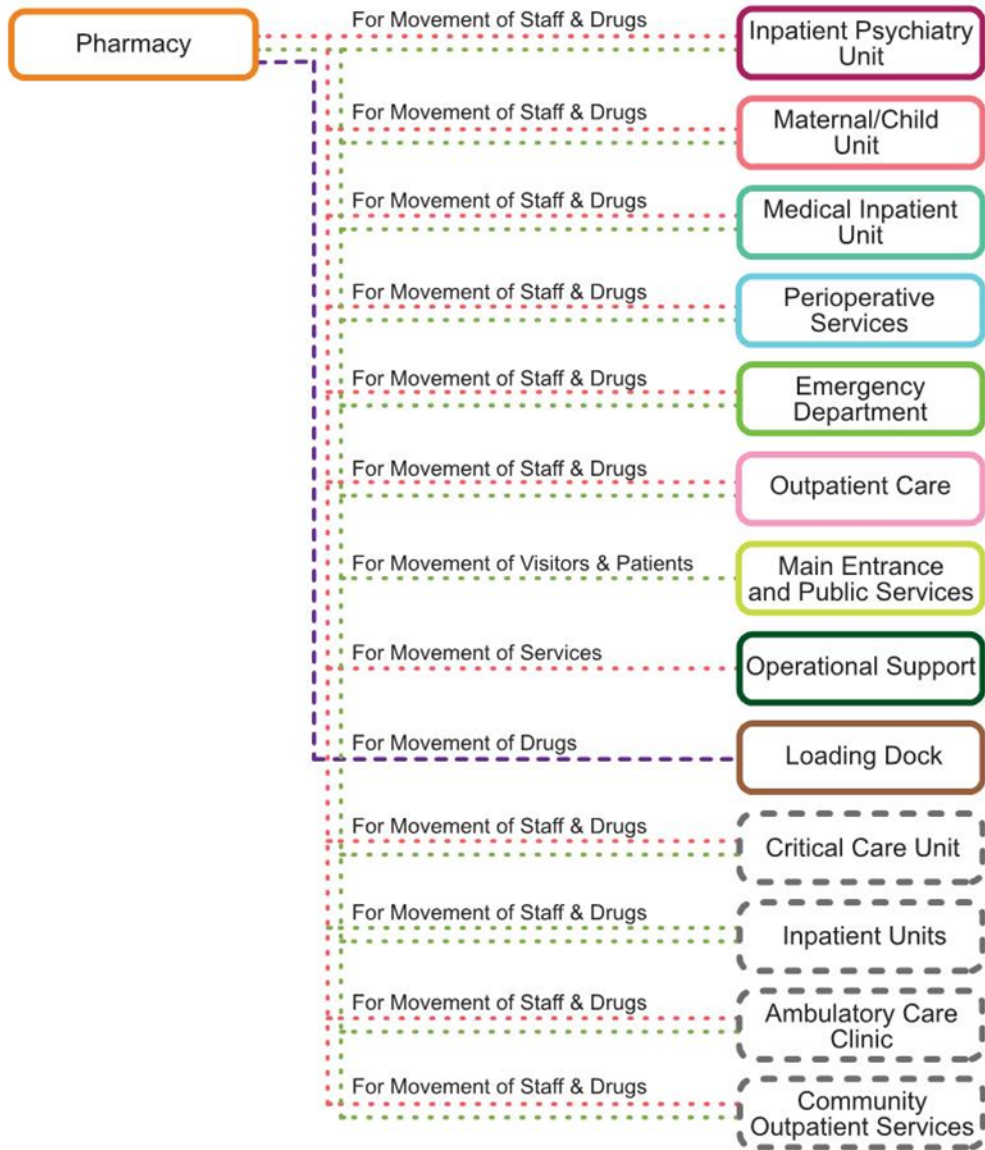 Pharmacy
For Movement of Staff & Drugs
Inpatient Psychiatry
Unit
For Movement of Staff & Drugs
Maternal/Child
Unit
For Movement of Staff & Drugs
Medical Inpatient
Unit
For Movement of Staff & Drugs
Perioperative
Services
For Movement of Staff & Drugs
Emergency
Department
For Movement of Staff & Drugs
Outpatient Care
For Movement of Visitors & Patients
Main Entrance
and Public Services
For Movement of Services
Operational Support
For Movement of Drugs
Loading Dock
For Movement of Staff & Drugs
Critical Care Unit
For Movement of Staff & Drugs
Inpatient Units
For Movement of Staff & Drugs
Ambulatory Care
Clinic
For Movement of Staff & Drugs
Community
Outpatient Services